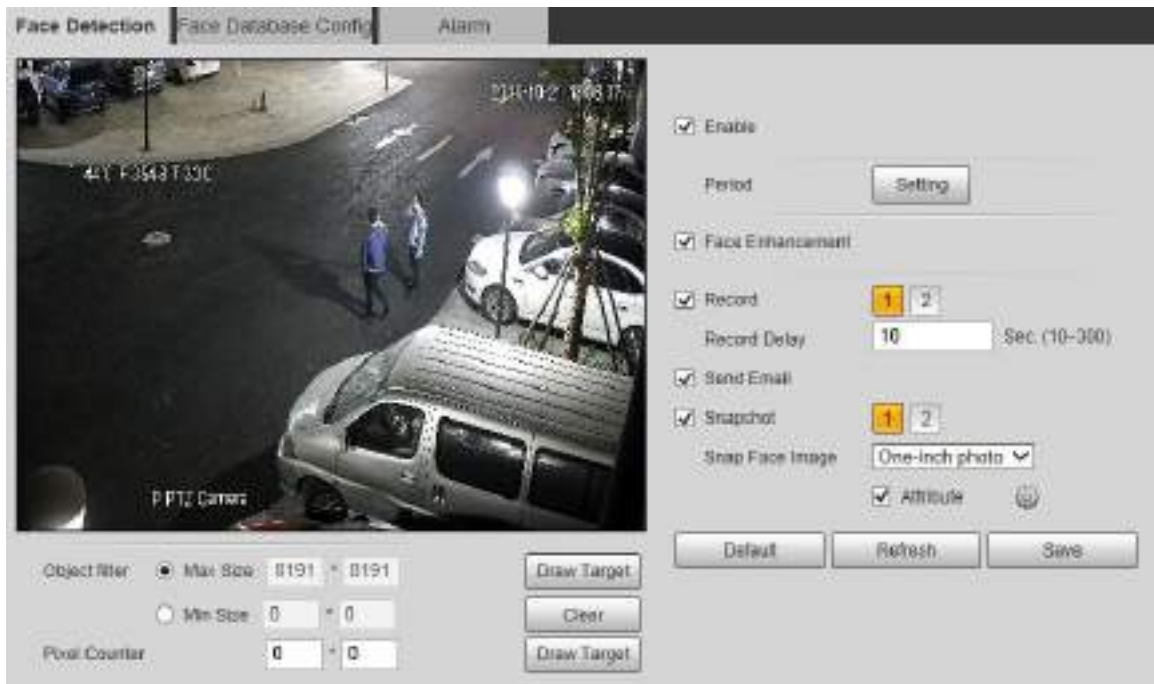 Face Detection
Face Database Config
Alarm
PTZ Camera
Enable
Period
Setting
Face Enhancement
Record
1 2
Record Delay
10
Sec. (10~300)
Send Email
Snapshot
1 2
Snap Face Image
One-inch photo
Attribute
Default
Refresh
Save
Object filter
Max Size
8191 * 8191
Draw Target
Min Size
0 * 0
Clear
Pixel Counter
0 * 0
Draw Target